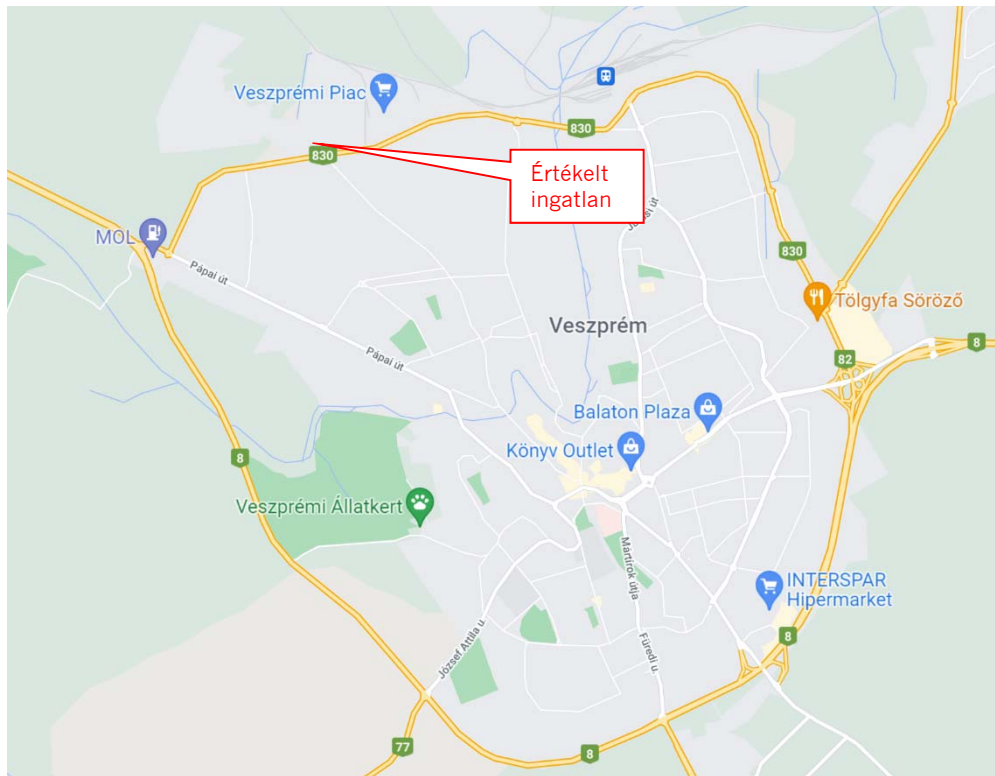 Veszprémi Piac
830
830
Értékelt
ingatlan
Pápai út
MOL
830
Tölgyfa Söröző
Veszprém
8
Pápai út
82
Balaton Plaza
Könyv Outlet
8
Veszprémi Állatkert
Mártírok útja
INTERSPAR
Hipermarket
József Attila u.
Füredi u.
8
77
8